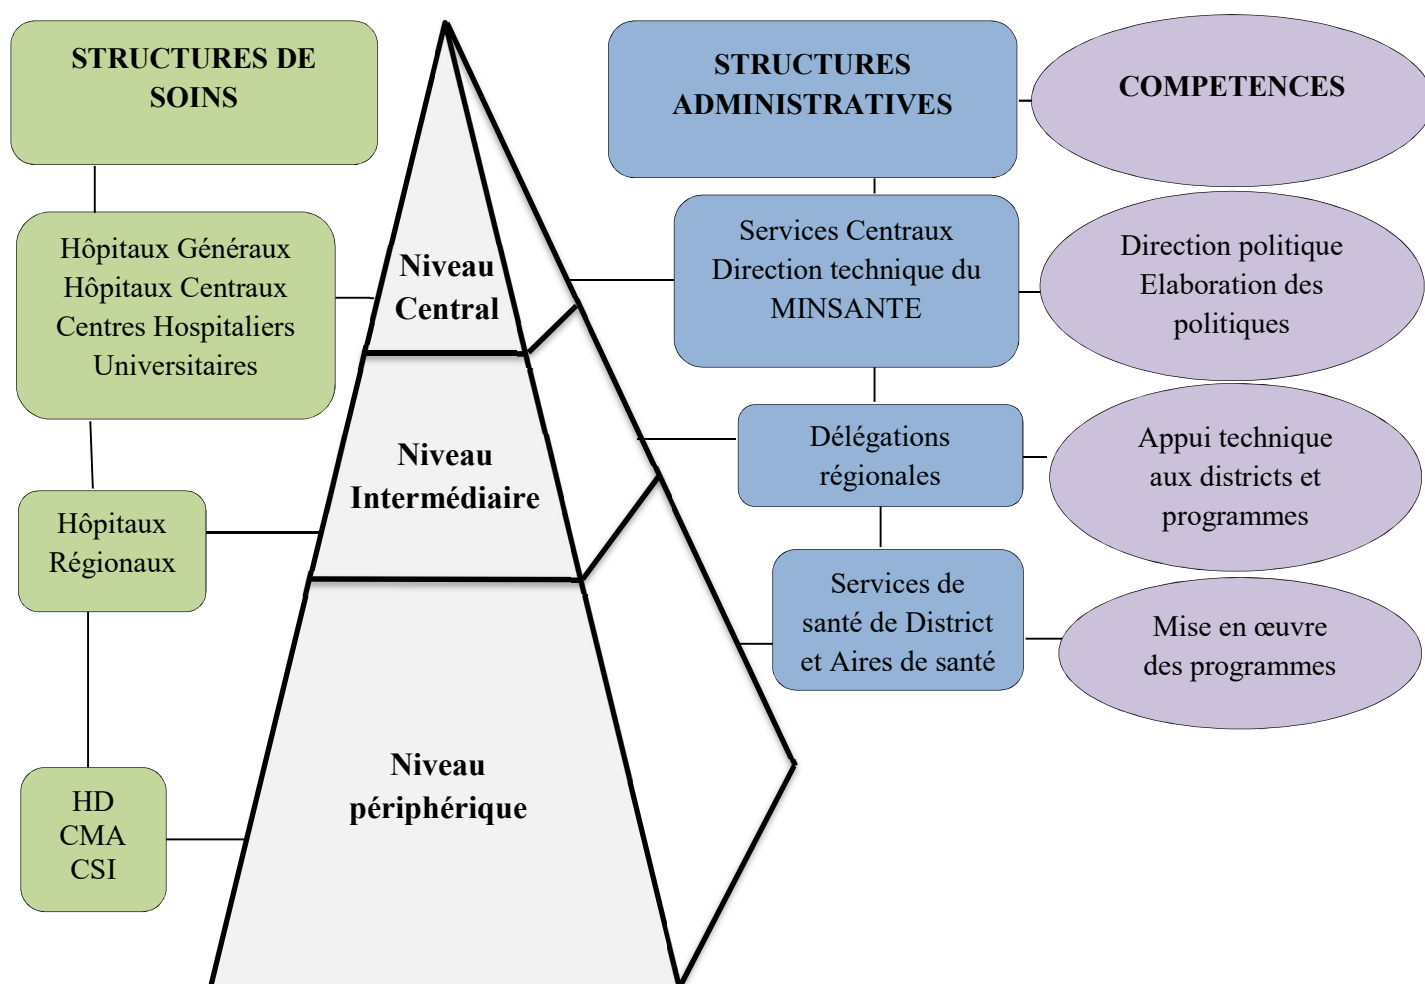 STRUCTURES DE
SOINS
Hôpitaux Généraux
Hôpitaux Centraux
Centres Hospitaliers
Universitaires
Hôpitaux
Régionaux
HD
CMA
CSI
Niveau
Central
Niveau
Intermédiaire
Niveau
périphérique
STRUCTURES
ADMINISTRATIVES
Services Centraux
Direction technique du
MINSANTE
Délégations
régionales
Services de
santé de District
et Aires de santé
COMPETENCES
Direction politique
Elaboration des
politiques
Appui technique
aux districts et
programmes
Mise en œuvre
des programmes